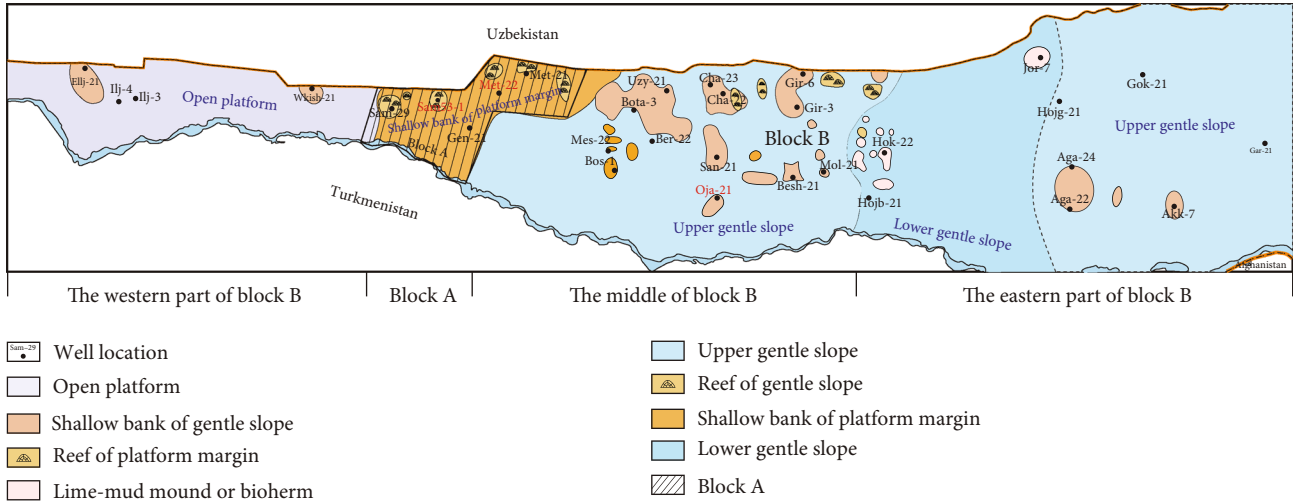 Uzbekistan
Ellj-21
Ilj-4
Ilj-3
Open platform
Wkish-21
Sam-29
Sam53-1
Met-22
Met-21
Shallow bank of platform margin
Block A
Gen-21
Turkmenistan
Uzy-21
Bota-3
Mes-22
Bos-1
Ber-22
Cha-23
Cha-22
San-21
Oja-21
Gir-6
Gir-3
Block B
Besh-21
Mol-21
Upper gentle slope
Hok-22
Hojb-21
Lower gentle slope
Jor-7
Hojg-21
Gok-21
Upper gentle slope
Gar-21
Aga-24
Aga-22
Akk-7
Afghanistan
The western part of block B
Block A
The middle of block B
The eastern part of block B
Sam-29
Well location
Open platform
Shallow bank of gentle slope
Reef of platform margin
Lime-mud mound or bioherm
Upper gentle slope
Reef of gentle slope
Shallow bank of platform margin
Lower gentle slope
Block A